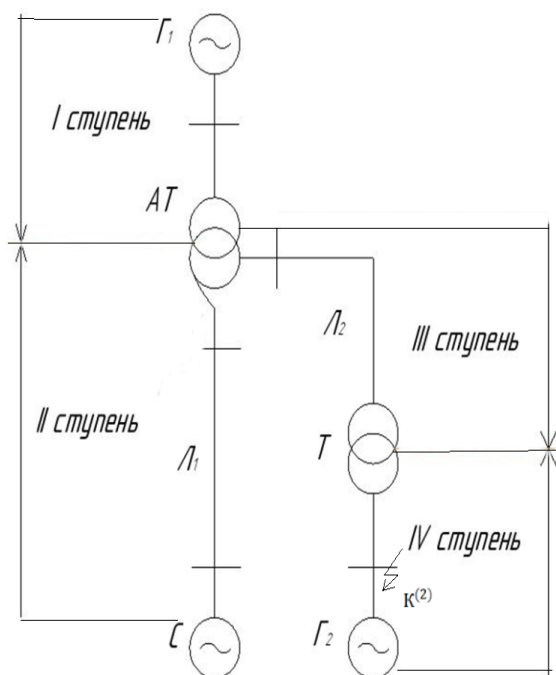 Г₁
I ступень
АТ
Л₂
III ступень
II ступень
Л₁
Т
IV ступень
К⁽²⁾
С
Г₂